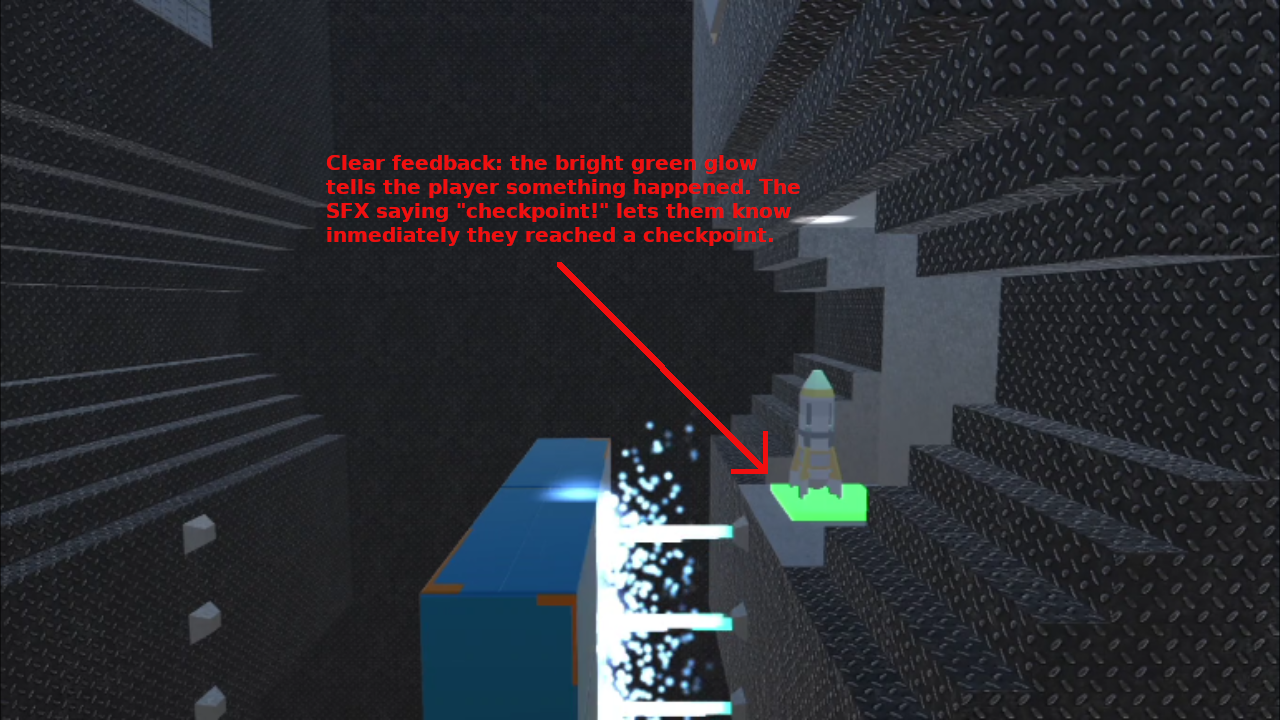 Clear feedback: the bright green glow
tells the player something happened. The
SFX saying "checkpoint!" lets them know
inmediately they reached a checkpoint.